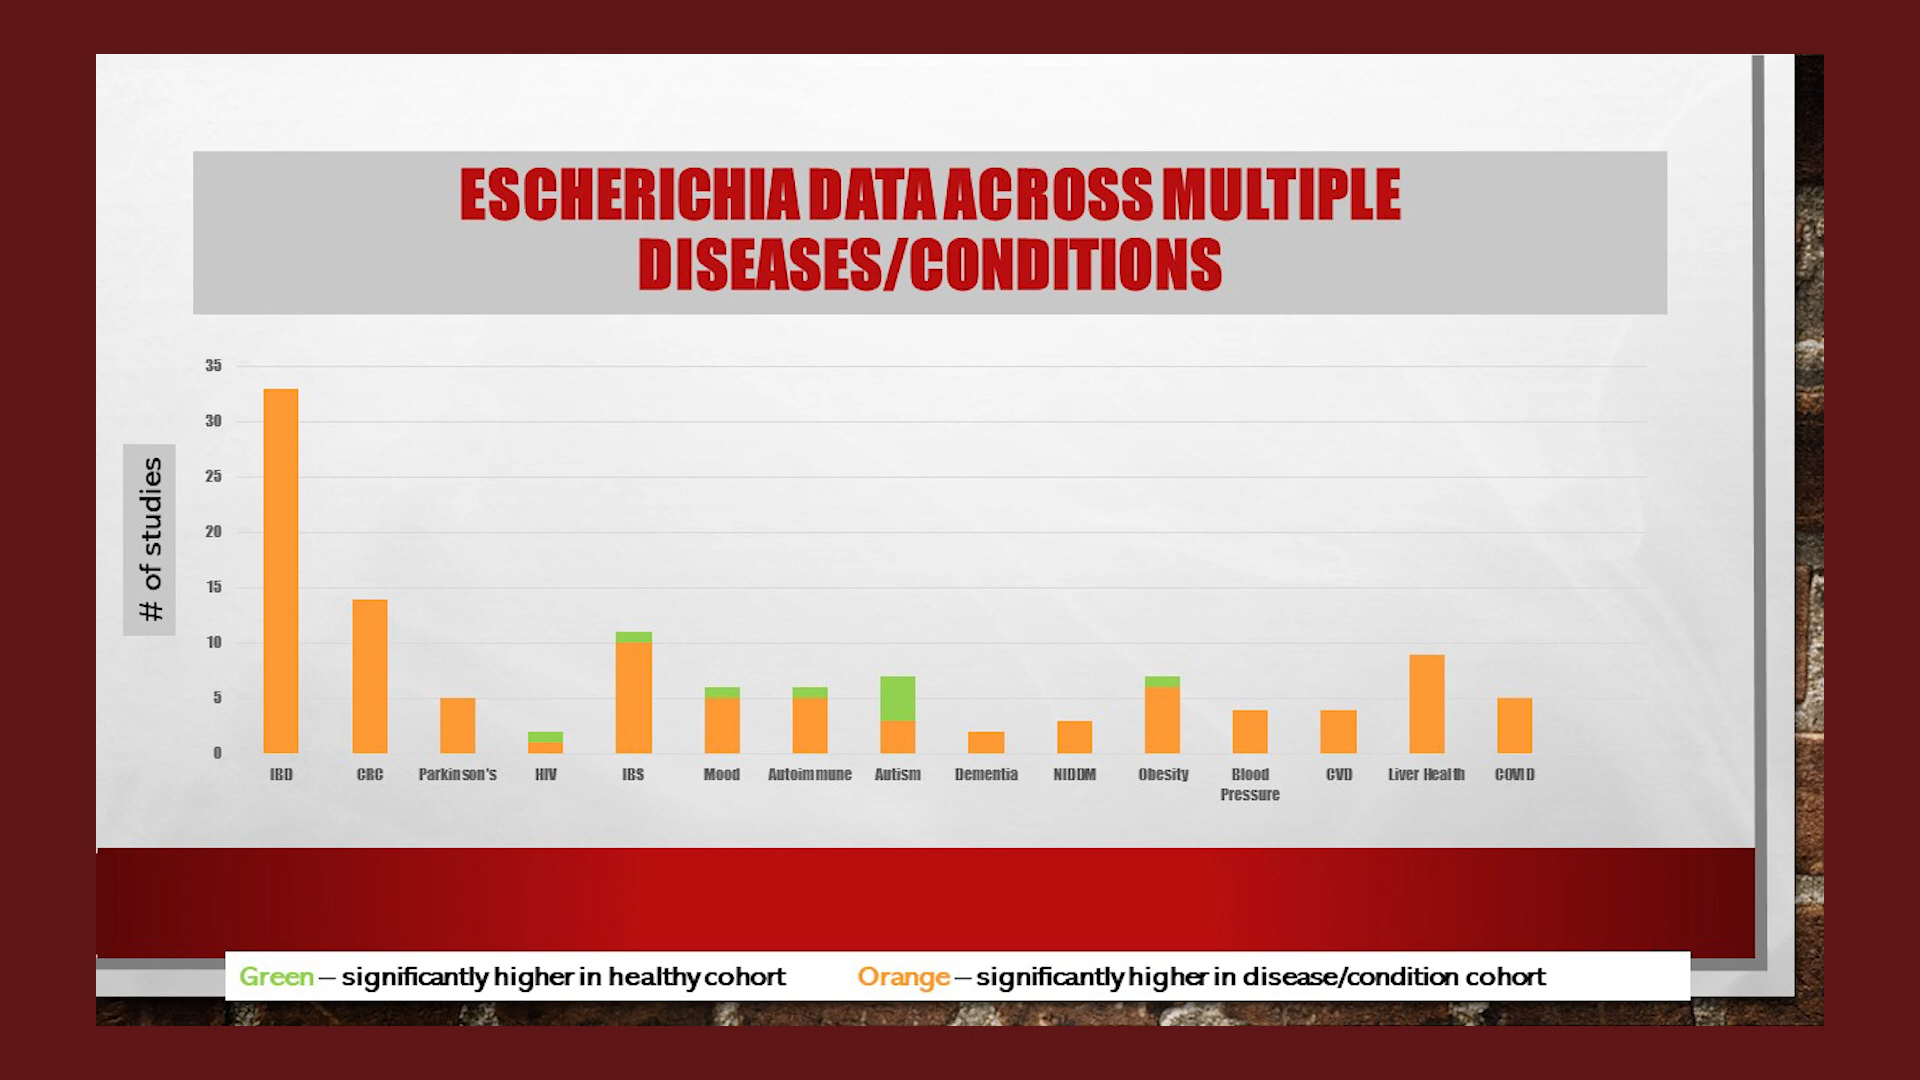 ESCHERICHIA DATA ACROSS MULTIPLE
DISEASES/CONDITIONS
# of studies
35
30
25
20
15
10
5
0
IBD CRC Parkinson's HIV IBS Mood Autoimmune Autism Dementia NIDDM Obesity Blood CVD Liver Health COVID
Pressure
Green – significantly higher in healthy cohort Orange – significantly higher in disease/condition cohort